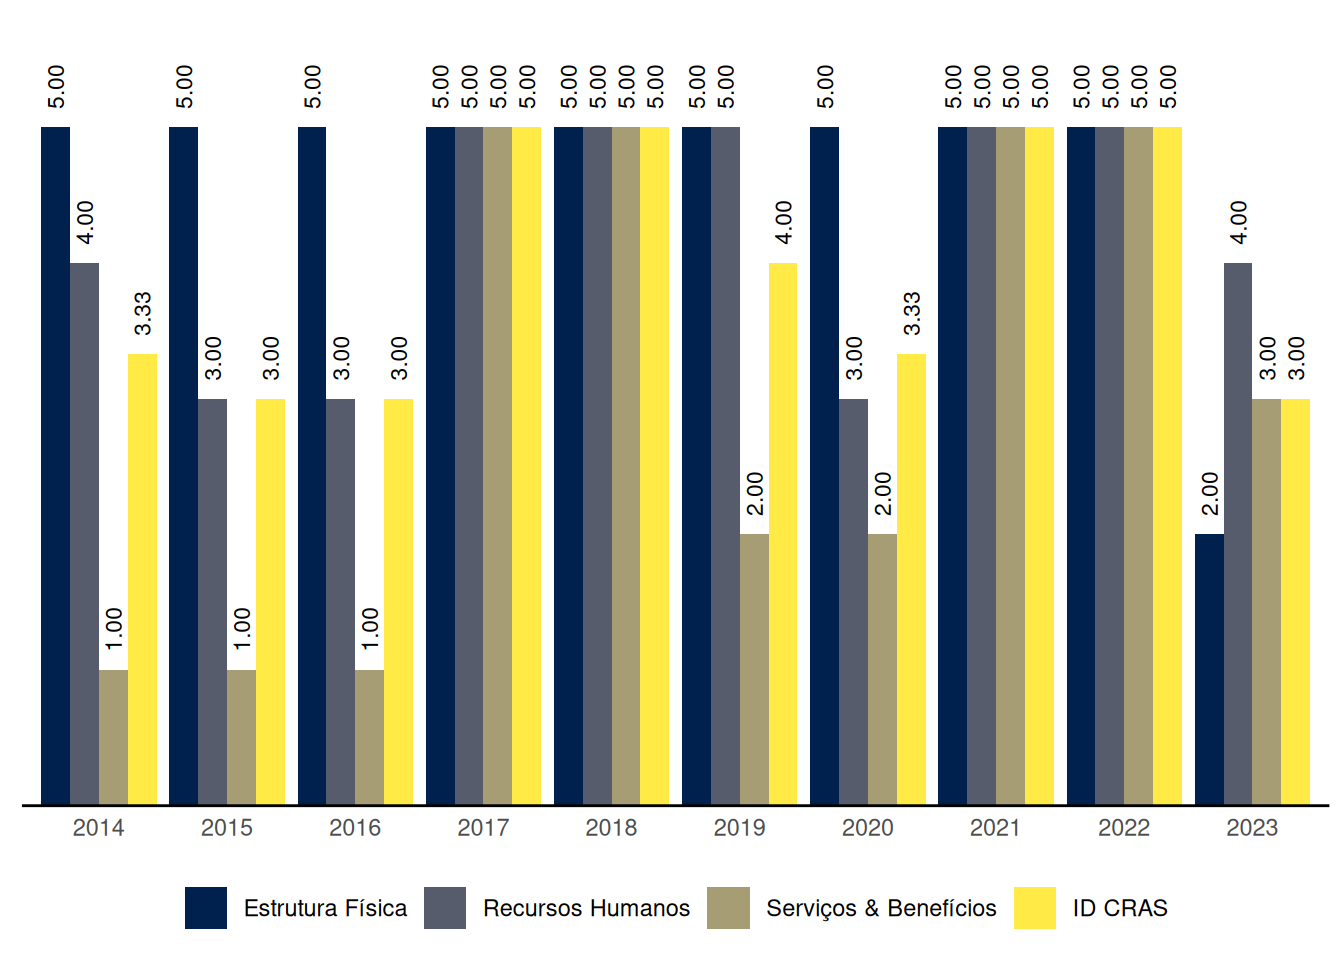 5.00 5.00 5.00 5.00 5.00 5.00 5.00 5.00 5.00 5.00 5.00 5.00 5.00 5.00 5.00 5.00 5.00 5.00 5.00 5.00 5.00 5.00
4.00 4.00 4.00
3.33 3.33
3.00 3.00 3.00 3.00 3.00 3.00 3.00
2.00 2.00 2.00
1.00 1.00 1.00
2014 2015 2016 2017 2018 2019 2020 2021 2022 2023
Estrutura Física Recursos Humanos Serviços & Benefícios ID CRAS